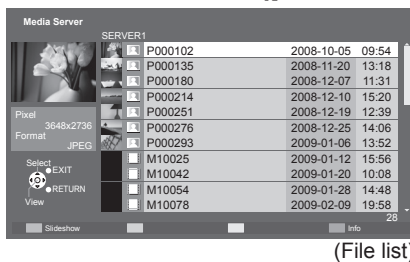 Media Server
SERVER1
P000102 2008-10-05 09:54
P000135 2008-11-20 13:18
P000180 2008-12-07 11:31
P000214 2008-12-10 15:20
P000251 2008-12-19 12:39
P000276 2008-12-25 14:06
P000293 2009-01-06 13:52
M10025 2009-01-12 15:56
M10042 2009-01-20 10:08
M10054 2009-01-28 14:48
M10078 2009-02-09 19:58
28
Pixel
3648x2736
Format
JPEG
Select
EXIT
RETURN
View
Slideshow
Info
(File list)